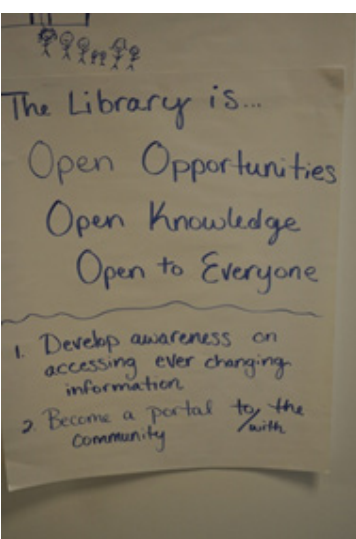 The Library is...
Open Opportunities
Open Knowledge
Open to Everyone
1. Develop awareness on
accessing ever changing
information
2. Become a portal to/with the
community